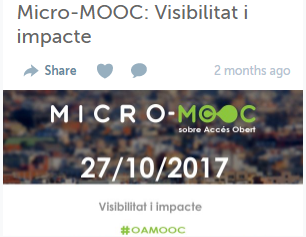 Micro-MOOC: Visibilitat i
impacte
Share
2 months ago
MICRO-MOOC
sobre Accés Obert
27/10/2017
Visibilitat i impacte
#OAMOOC